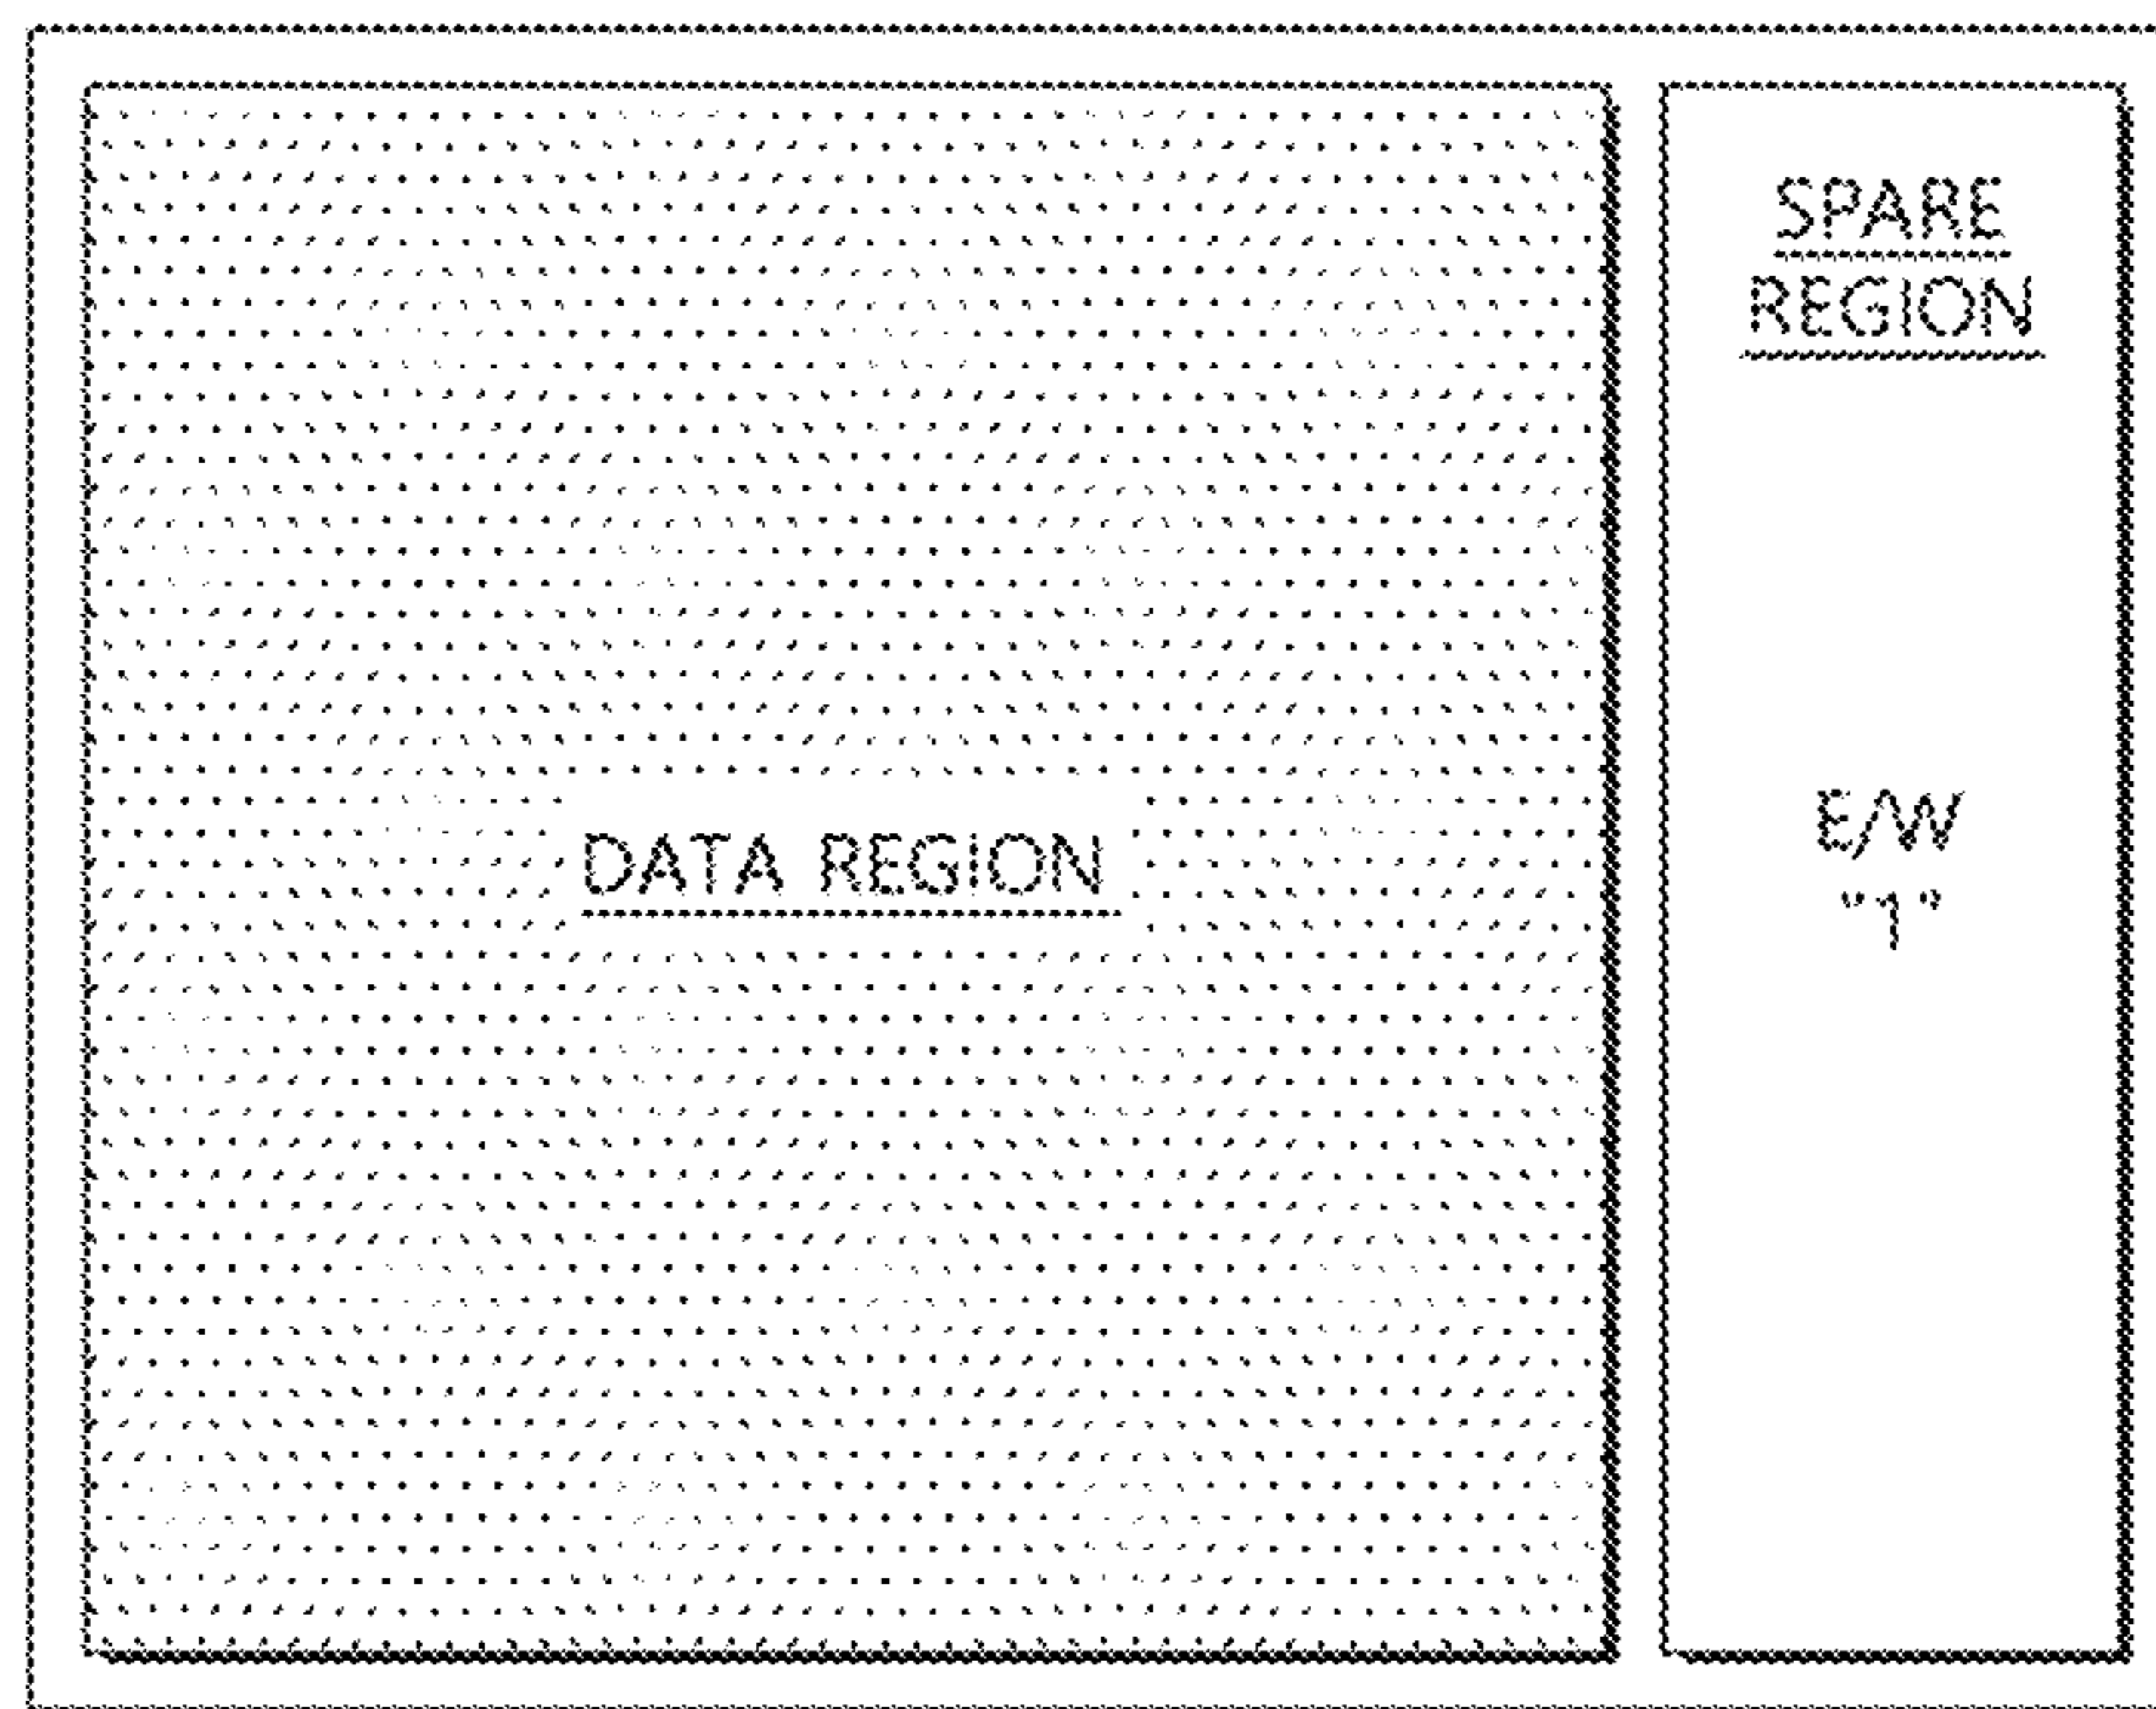 SPARE
REGION
DATA REGION
E/W
"1"